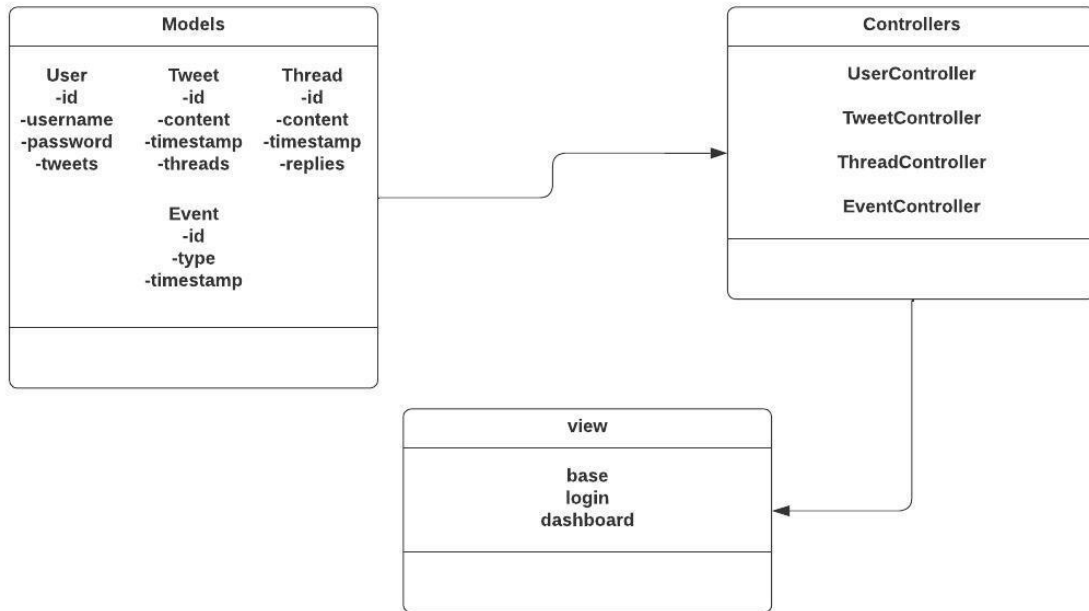 Models
User
-id
-username
-password
-tweets
Tweet
-id
-content
-timestamp
-threads
Thread
-id
-content
-timestamp
-replies
Event
-id
-type
-timestamp
Controllers
UserController
TweetController
ThreadController
EventController
view
base
login
dashboard